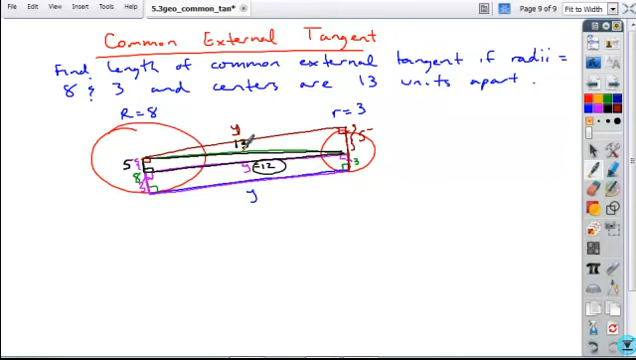 File Edit View Insert Format Tools Help
5.3geo_common_tan*
Page 9 of 9
Fit to Width
Common External Tangent
Find length of common external tangent if radii =
8 & 3 and centers are 13 units apart.
R = 8
r = 3
y
13
5
5
y = 12
8
3
3
y